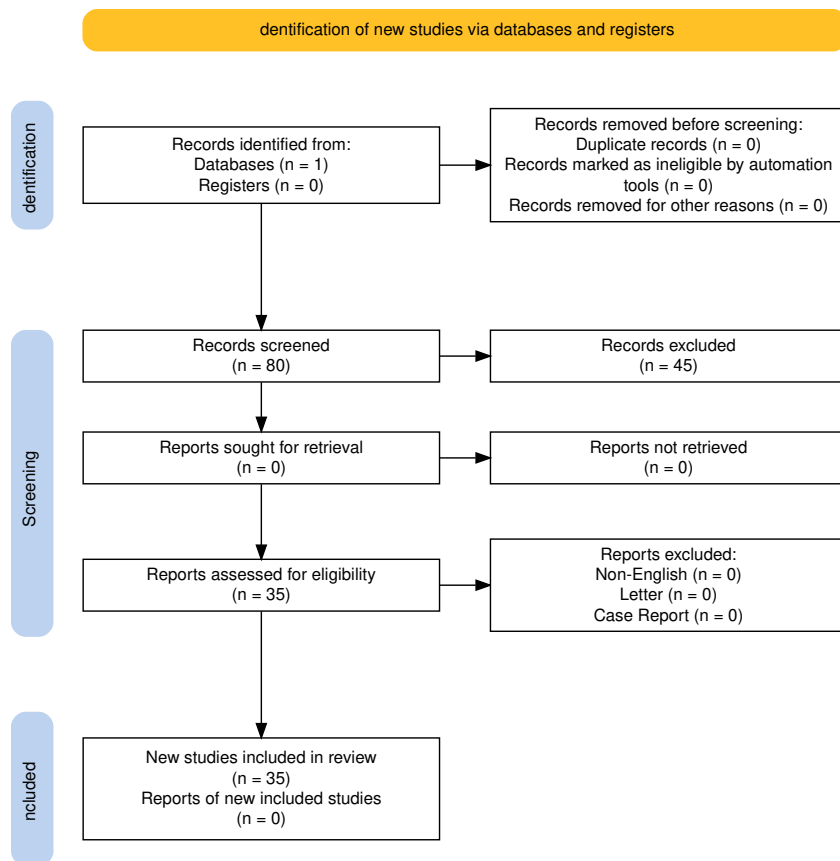 dentification of new studies via databases and registers
dentification
Records identified from:
Databases (n = 1)
Registers (n = 0)
Records removed before screening:
Duplicate records (n = 0)
Records marked as ineligible by automation
tools (n = 0)
Records removed for other reasons (n = 0)
Screening
Records screened
(n = 80)
Records excluded
(n = 45)
Reports sought for retrieval
(n = 0)
Reports not retrieved
(n = 0)
Reports assessed for eligibility
(n = 35)
Reports excluded:
Non-English (n = 0)
Letter (n = 0)
Case Report (n = 0)
ncluded
New studies included in review
(n = 35)
Reports of new included studies
(n = 0)